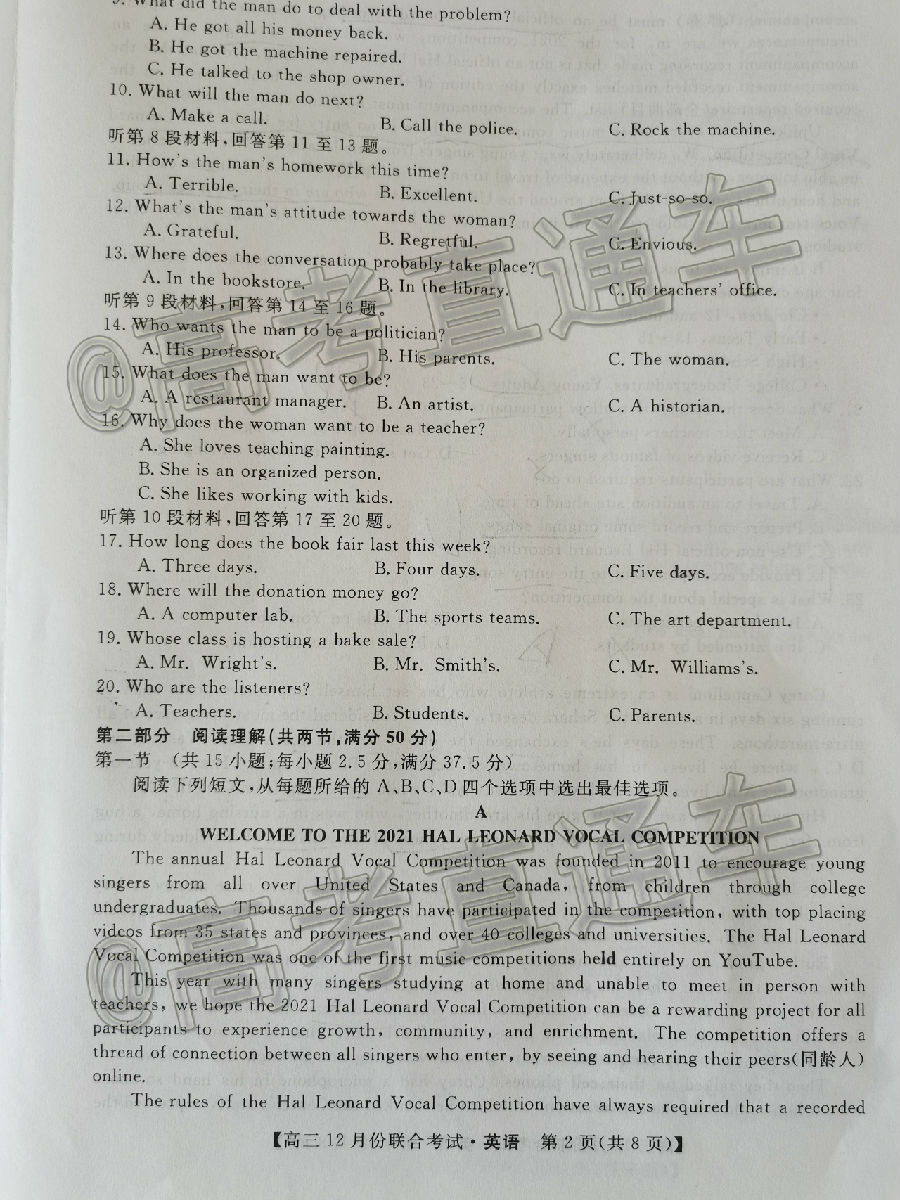 9. What did the man do to deal with the problem?
A. He got all his money back.
B. He got the machine repaired.
C. He talked to the shop owner.
10. What will the man do next?
A. Make a call. B. Call the police. C. Rock the machine.
听第8段材料,回答第11至13题。
11. How's the man's homework this time?
A. Terrible. B. Excellent. C. Just-so-so.
12. What's the man's attitude towards the woman?
A. Grateful. B. Regretful. C. Envious.
13. Where does the conversation probably take place?
A. In the bookstore. B. In the library. C. In teachers' office.
听第9段材料,回答第14至16题。
14. Who wants the man to be a politician?
A. His professor. B. His parents. C. The woman.
15. What does the man want to be?
A. A restaurant manager. B. An artist. C. A historian.
16. Why does the woman want to be a teacher?
A. She loves teaching painting.
B. She is an organized person.
C. She likes working with kids.
听第10段材料,回答第17至20题。
17. How long does the book fair last this week?
A. Three days. B. Four days. C. Five days.
18. Where will the donation money go?
A. A computer lab. B. The sports teams. C. The art department.
19. Whose class is hosting a bake sale?
A. Mr. Wright's. B. Mr. Smith's. C. Mr. Williams's.
20. Who are the listeners?
A. Teachers. B. Students. C. Parents.
第二部分 阅读理解(共两节,满分50分)
第一节 (共15小题;每小题2.5分,满分37.5分)
阅读下列短文,从每题所给的A、B、C、D四个选项中选出最佳选项。
A
WELCOME TO THE 2021 HAL LEONARD VOCAL COMPETITION
The annual Hal Leonard Vocal Competition was founded in 2011 to encourage young
singers from all over United States and Canada, from children through college
undergraduates. Thousands of singers have participated in the competition, with top placing
videos from 35 states and provinces, and over 40 colleges and universities. The Hal Leonard
Vocal Competition was one of the first music competitions held entirely on YouTube.
This year with many singers studying at home and unable to meet in person with
teachers, we hope the 2021 Hal Leonard Vocal Competition can be a rewarding project for all
participants to experience growth, community, and enrichment. The competition offers a
thread of connection between all singers who enter, by seeing and hearing their peers(同龄人)
online.
The rules of the Hal Leonard Vocal Competition have always required that a recorded
【高三12月份联合考试·英语 第2页(共8页)】
@高考直通车
@高考直通车